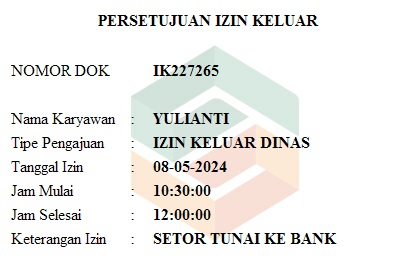 PERSETUJUAN IZIN KELUAR
NOMOR DOK IK227265
Nama Karyawan : YULIANTI
Tipe Pengajuan : IZIN KELUAR DINAS
Tanggal Izin : 08-05-2024
Jam Mulai : 10:30:00
Jam Selesai : 12:00:00
Keterangan Izin : SETOR TUNAI KE BANK